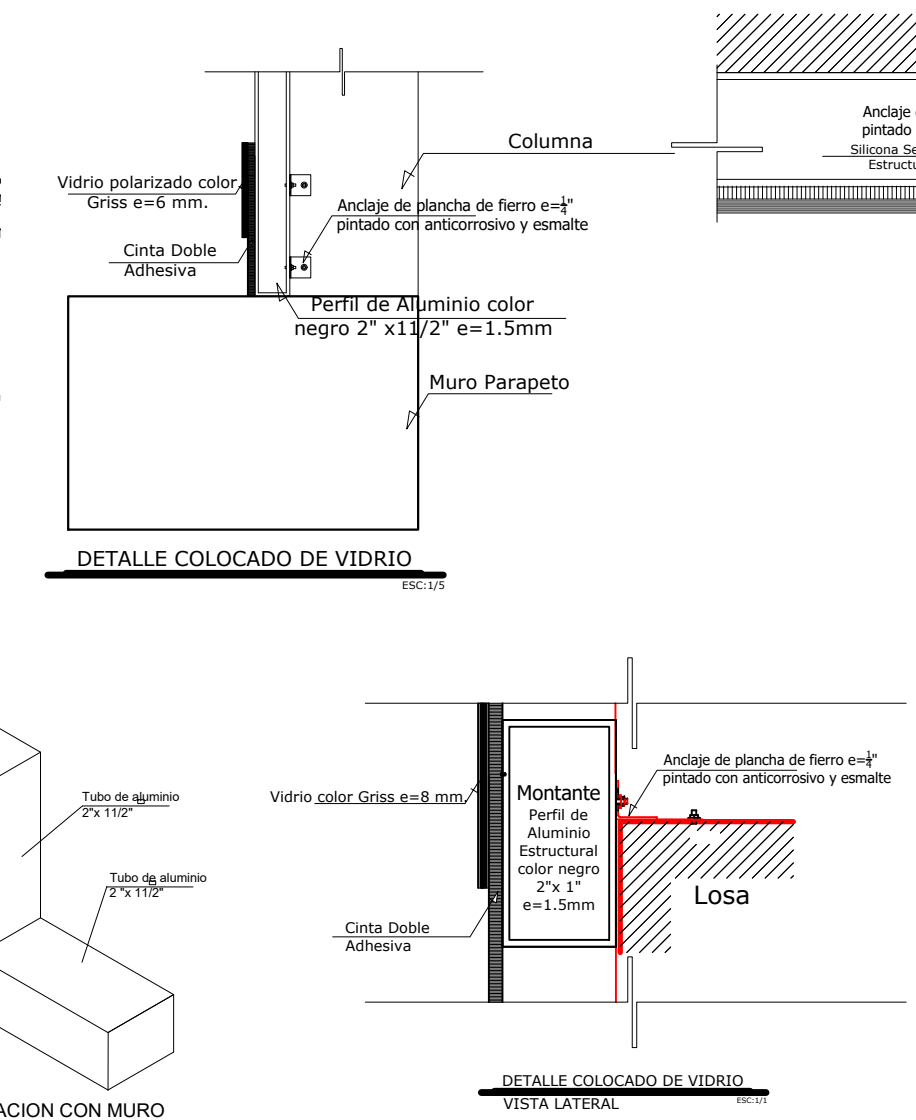 Columna
Vidrio polarizado color
Griss e=6 mm.
Anclaje de plancha de fierro e=1/4"
pintado con anticorrosivo y esmalte
Cinta Doble
Adhesiva
Perfil de Aluminio color
negro 2" x11/2" e=1.5mm
Muro Parapeto
DETALLE COLOCADO DE VIDRIO
ESC:1/5
Anclaje
pintado
Silicona
Tubo de aluminio
2"x 11/2"
Tubo de aluminio
2 "x 11/2"
CON MURO
Vidrio color Griss e=8 mm.
Montante
Perfil de
Aluminio
Estructural
color negro
2"x 1"
e=1.5mm
Anclaje de plancha de fierro e=1/4"
pintado con anticorrosivo y esmalte
Losa
Cinta Doble
Adhesiva
DETALLE COLOCADO DE VIDRIO
VISTA LATERAL
ESC:1/1